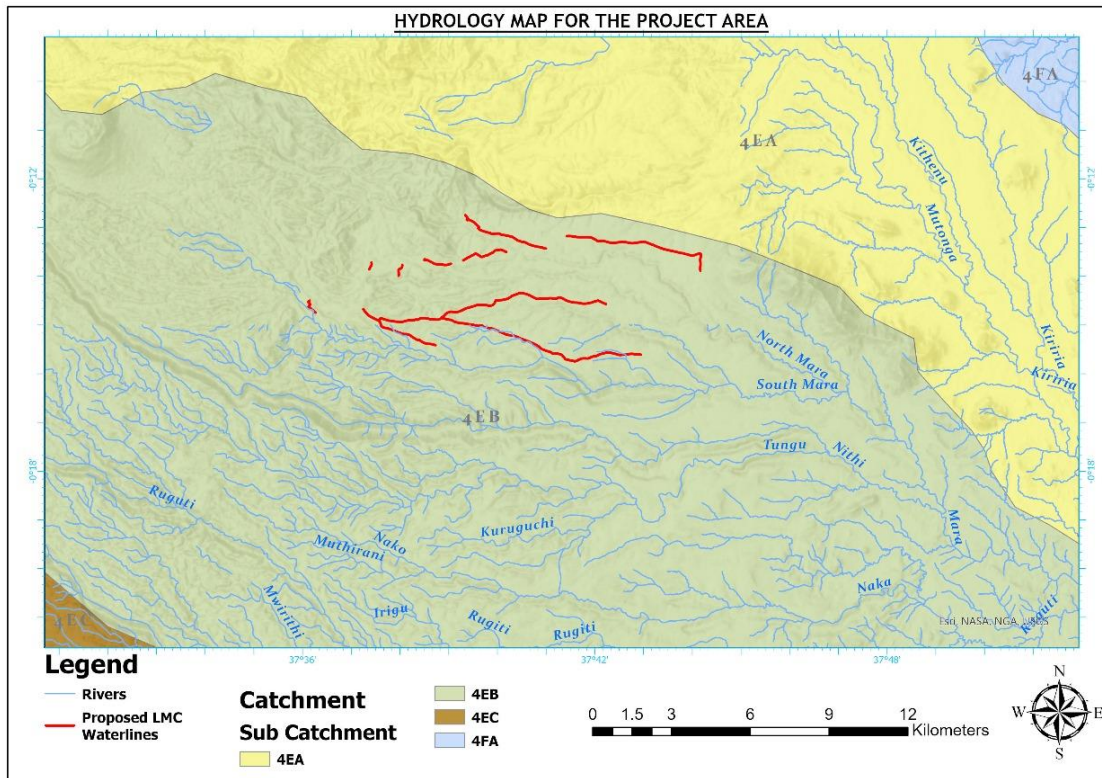 HYDROLOGY MAP FOR THE PROJECT AREA
4FA
4EA
-0°12'
-0°12'
Kithenu
Mutonga
Kiriria
Kiriria
North Mara
South Mara
4EB
Tungu
Nithi
-0°18'
-0°18'
Ruguti
Mara
Kuruguchi
Nako
Muthirani
Naka
Mwirithi
Irigu
Rugiti
Rugiti
4EC
Esri, NASA, NGA, USGS
37°36'
37°42'
37°48'
Legend
Rivers
Proposed LMC
Waterlines
Catchment
Sub Catchment
4EA
4EB
4EC
4FA
0 1.5 3 6 9 12
Kilometers
N
W E
S